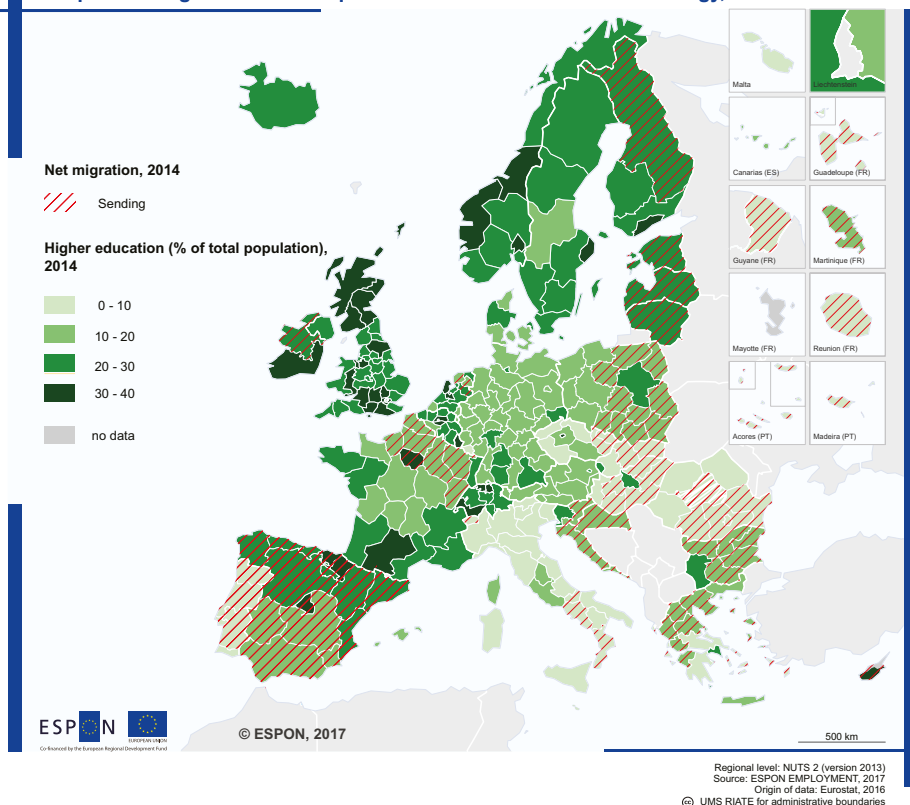 Net migration, 2014
Sending
Higher education (% of total population),
2014
0 - 10
10 - 20
20 - 30
30 - 40
no data
Malta
Liechtenstein
Canarias (ES)
Guadeloupe (FR)
Guyane (FR)
Martinique (FR)
Mayotte (FR)
Reunion (FR)
Acores (PT)
Madeira (PT)
ESPON
EUROPEAN UNION
Co-financed by the European Regional Development Fund
© ESPON, 2017
500 km
Regional level: NUTS 2 (version 2013)
Source: ESPON EMPLOYMENT, 2017
Origin of data: Eurostat, 2016
cc UMS RIATE for administrative boundaries